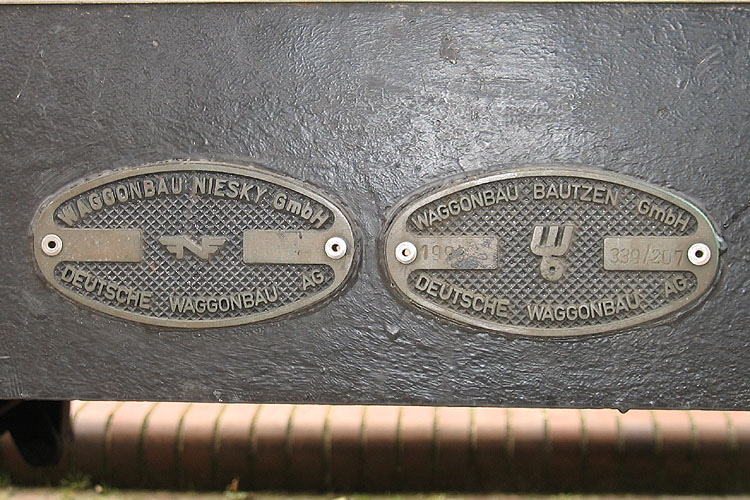 WAGGONBAU NIESKY GmbH
N
DEUTSCHE WAGGONBAU AG
WAGGONBAU BAUTZEN GmbH
339/207
DEUTSCHE WAGGONBAU AG